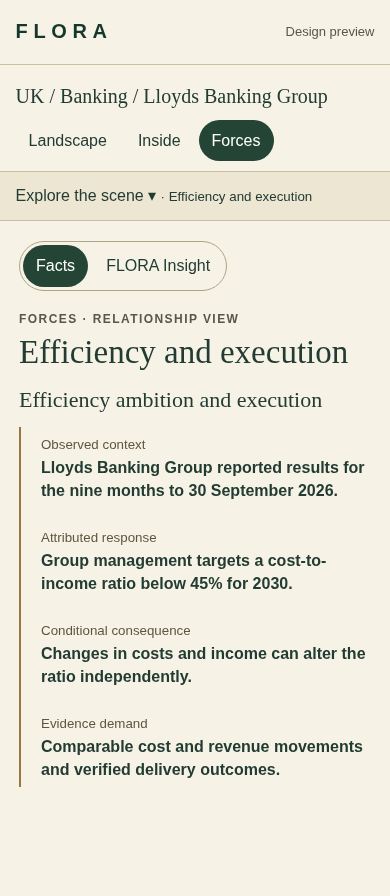 FLORA
Design preview
UK / Banking / Lloyds Banking Group
Landscape Inside Forces
Explore the scene ▾ · Efficiency and execution
Facts FLORA Insight
FORCES · RELATIONSHIP VIEW
Efficiency and execution
Efficiency ambition and execution
Observed context
Lloyds Banking Group reported results for
the nine months to 30 September 2026.
Attributed response
Group management targets a cost-to-
income ratio below 45% for 2030.
Conditional consequence
Changes in costs and income can alter the
ratio independently.
Evidence demand
Comparable cost and revenue movements
and verified delivery outcomes.